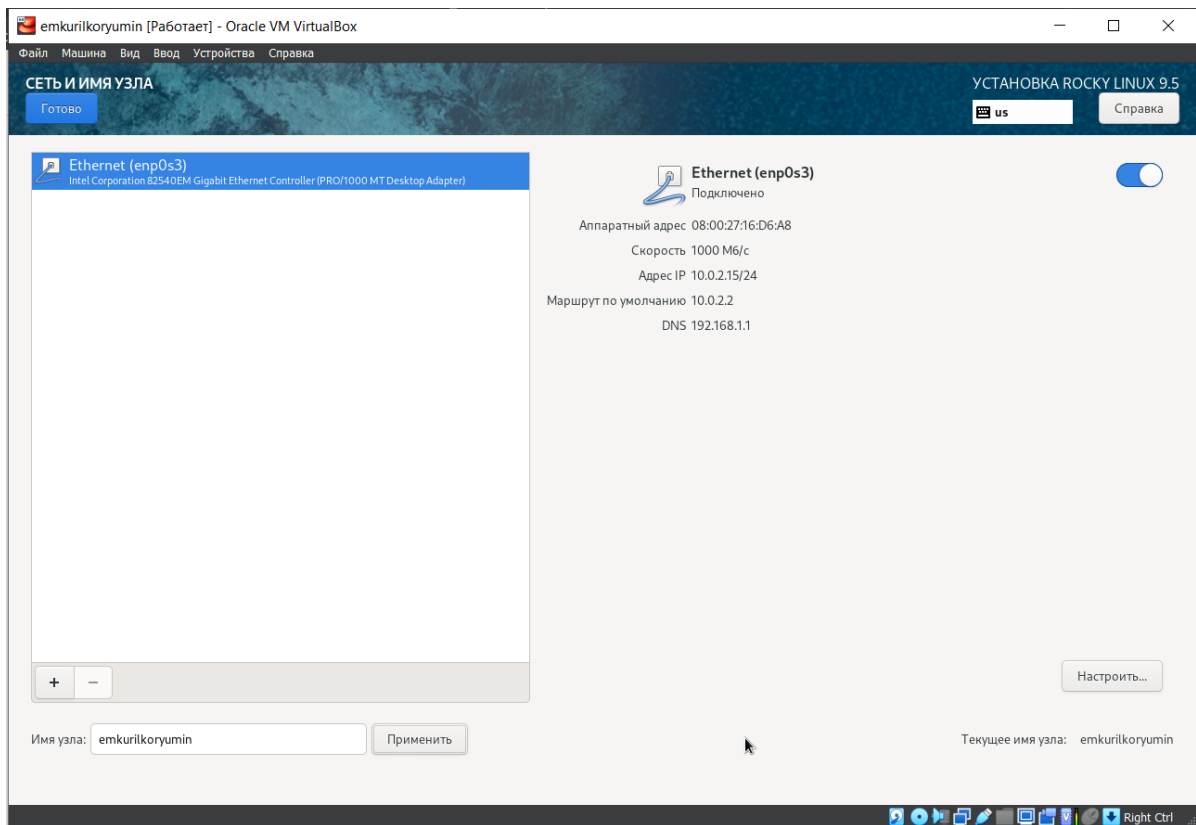 emkurilkoryumin [Работает] - Oracle VM VirtualBox
Файл Машина Вид Ввод Устройства Справка
СЕТЬ И ИМЯ УЗЛА
УСТАНОВКА ROCKY LINUX 9.5
Готово
us
Справка
Ethernet (enp0s3)
Intel Corporation 82540EM Gigabit Ethernet Controller (PRO/1000 MT Desktop Adapter)
Ethernet (enp0s3)
Подключено
Аппаратный адрес 08:00:27:16:D6:A8
Скорость 1000 Мб/с
Адрес IP 10.0.2.15/24
Маршрут по умолчанию 10.0.2.2
DNS 192.168.1.1
+ −
Настроить...
Имя узла: emkurilkoryumin Применить
Текущее имя узла: emkurilkoryumin
Right Ctrl